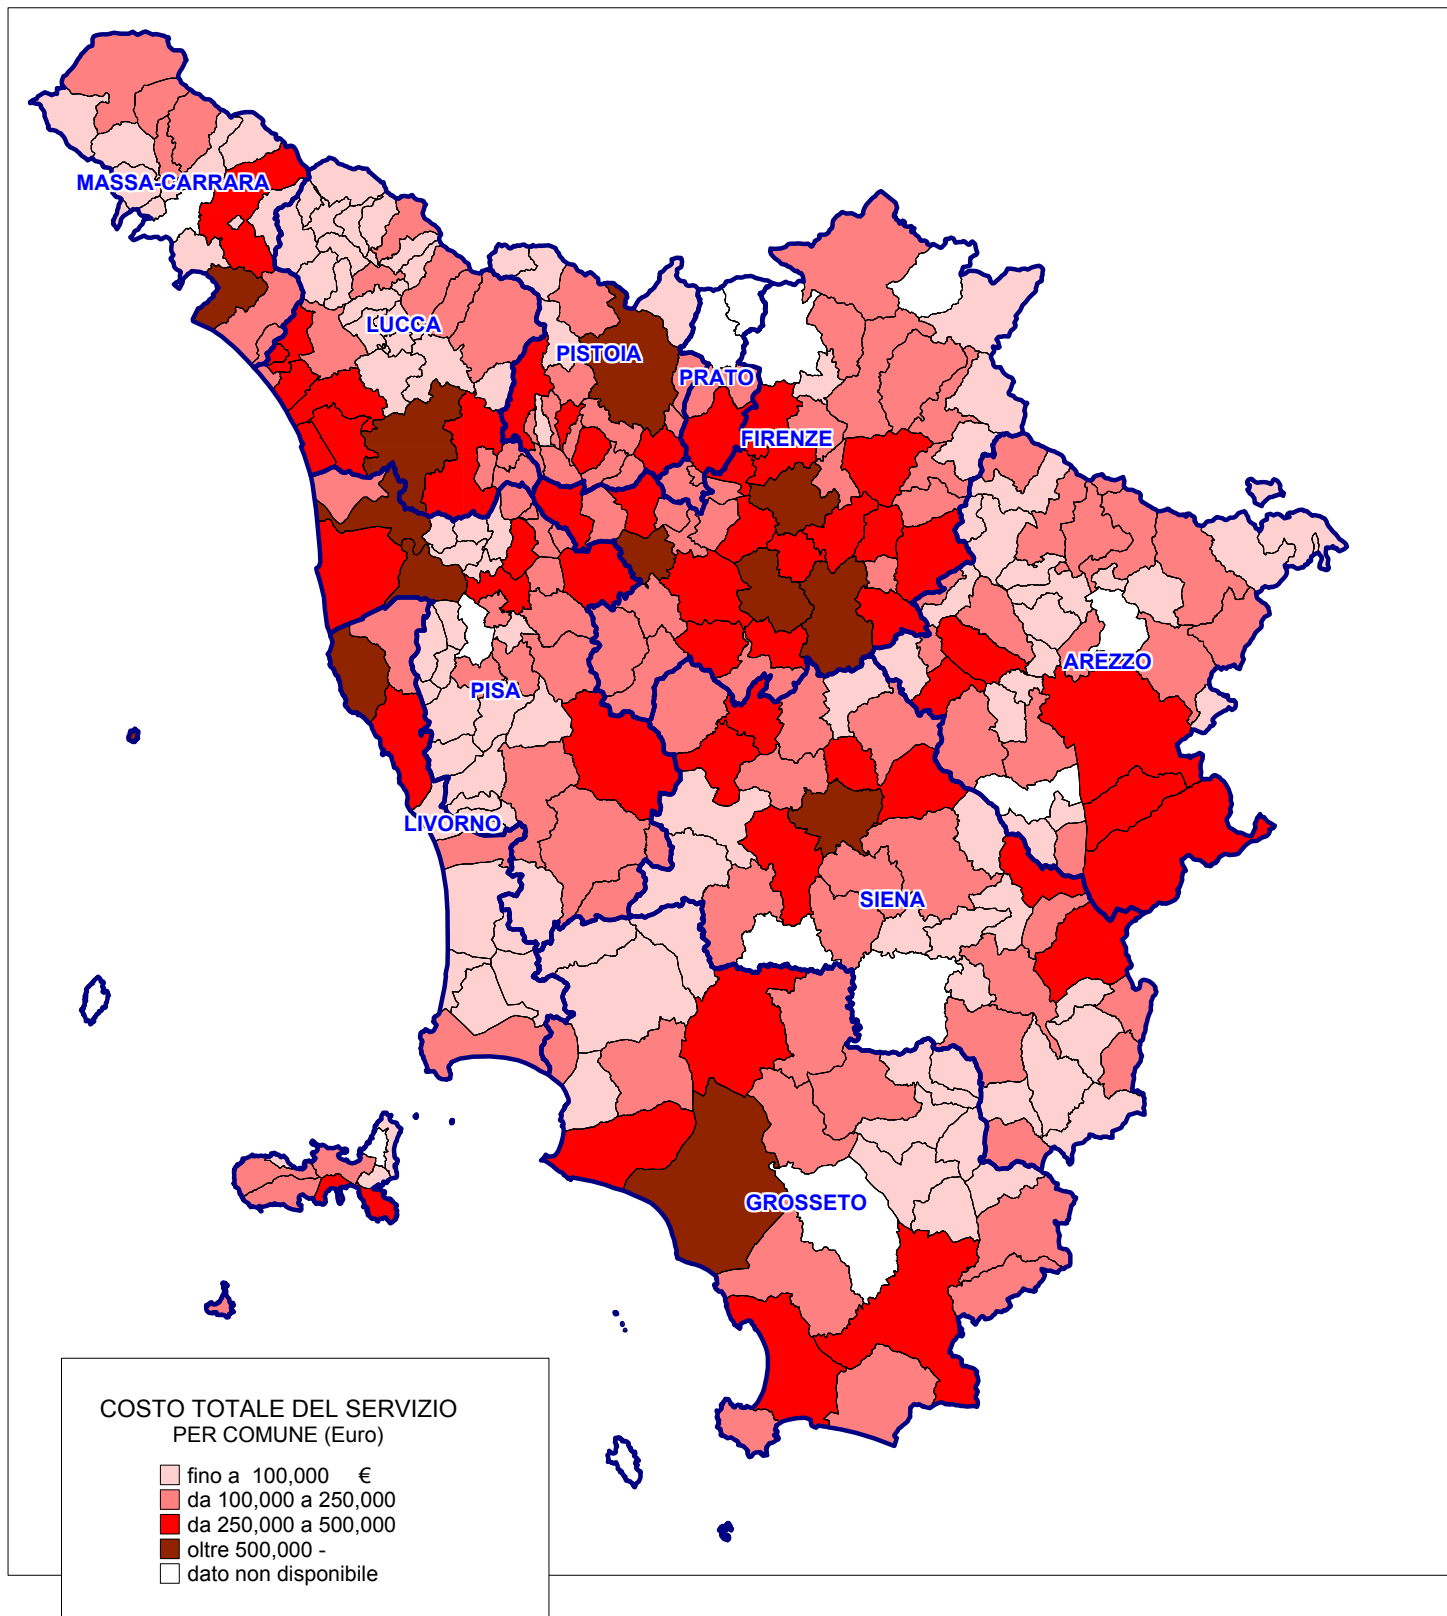 MASSA-CARRARA
LUCCA
PISTOIA
PRATO
FIRENZE
AREZZO
PISA
LIVORNO
SIENA
GROSSETO
COSTO TOTALE DEL SERVIZIO
PER COMUNE (Euro)
fino a 100,000 €
da 100,000 a 250,000
da 250,000 a 500,000
oltre 500,000 -
dato non disponibile